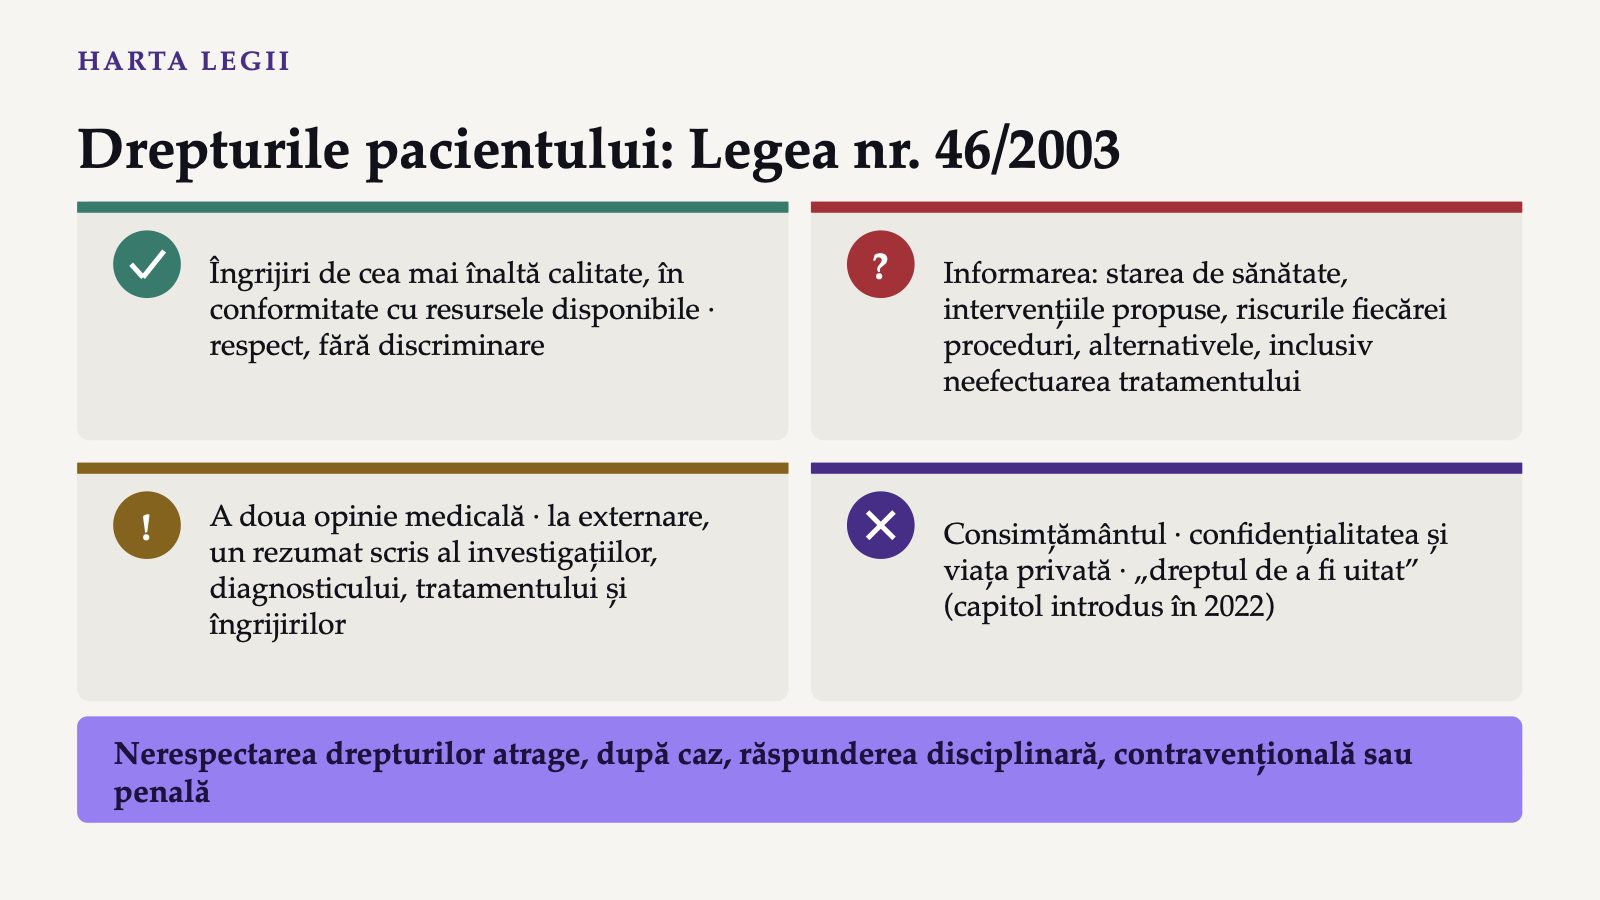 HARTA LEGII
Drepturile pacientului: Legea nr. 46/2003
Îngrijiri de cea mai înaltă calitate, în
conformitate cu resursele disponibile ·
respect, fără discriminare
?
Informarea: starea de sănătate,
intervențiile propuse, riscurile fiecărei
proceduri, alternativele, inclusiv
neefectuarea tratamentului
!
A doua opinie medicală · la externare,
un rezumat scris al investigațiilor,
diagnosticului, tratamentului și
îngrijirilor
Consimțământul · confidențialitatea și
viața privată · „dreptul de a fi uitat”
(capitol introdus în 2022)
Nerespectarea drepturilor atrage, după caz, răspunderea disciplinară, contravențională sau
penală